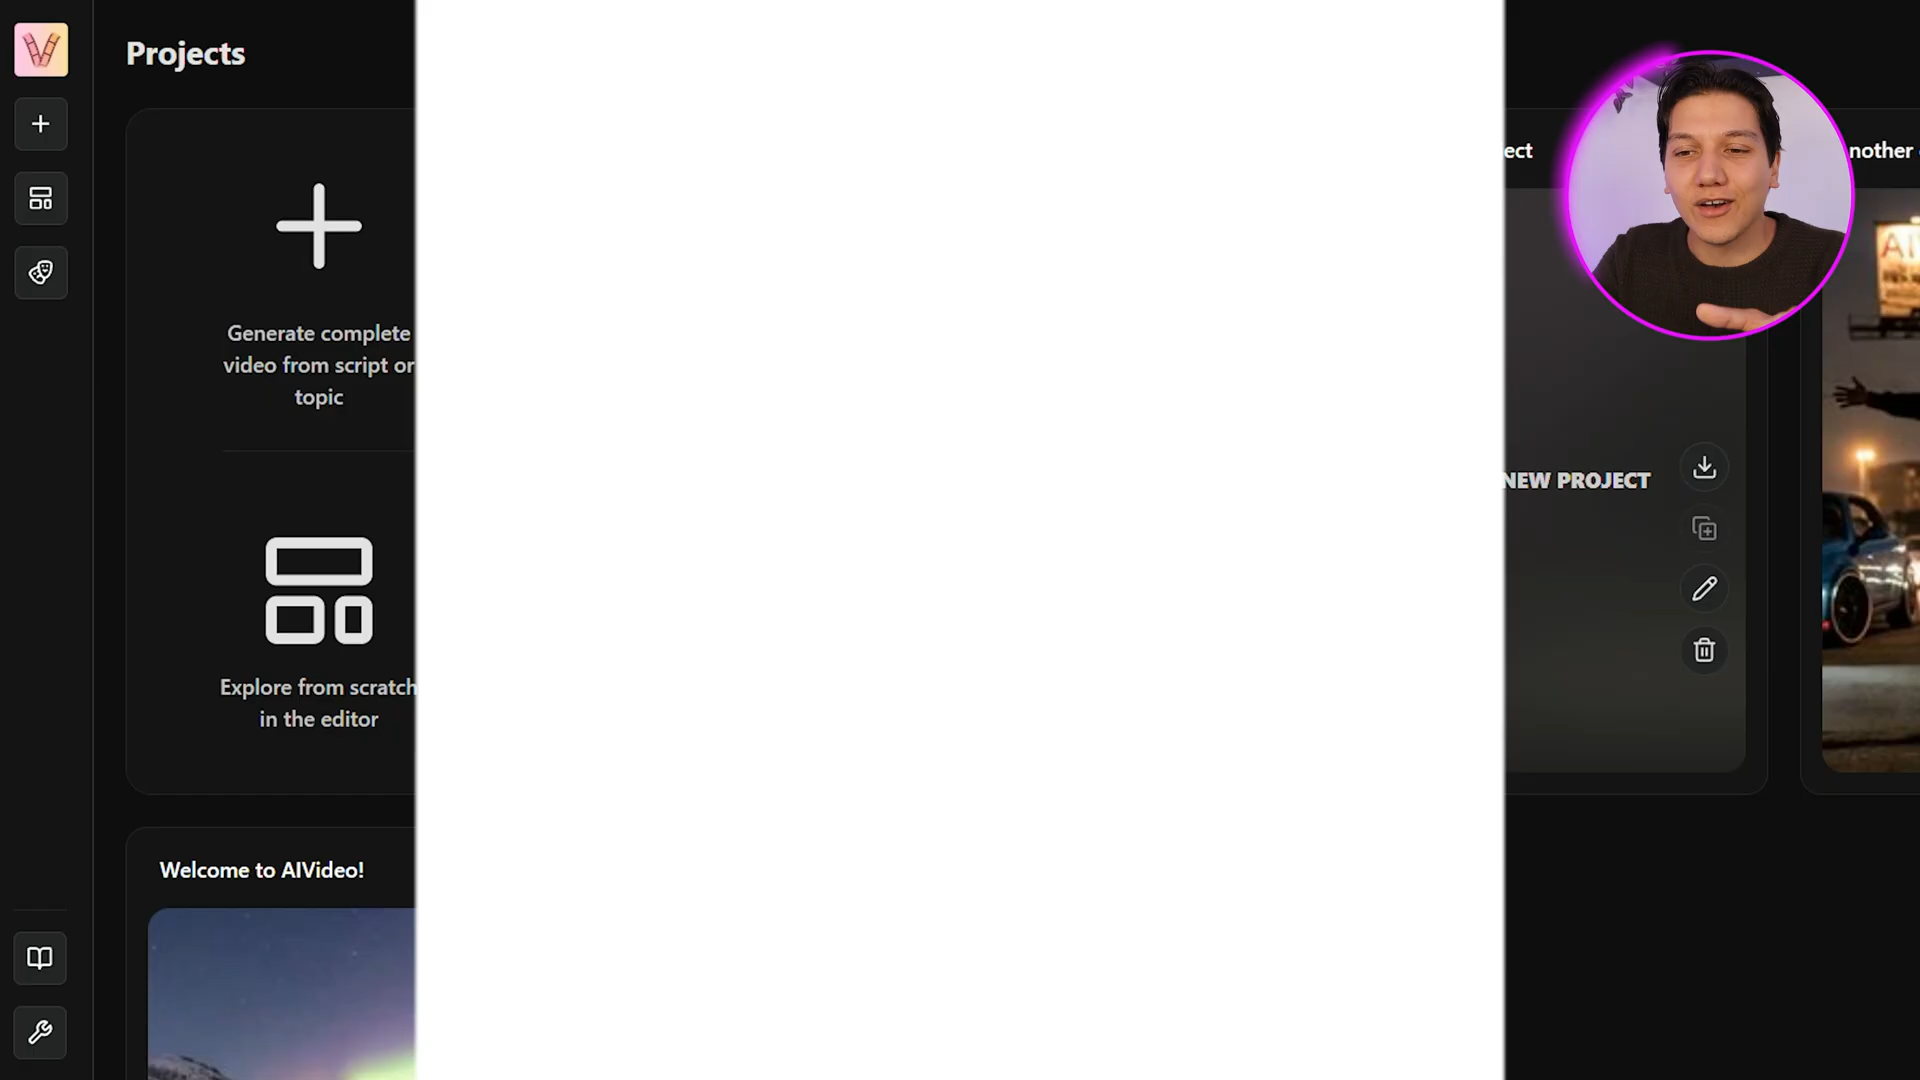 Projects
Generate complete
video from script or
topic
Explore from scratch
in the editor
Welcome to AIVideo!
ect
NEW PROJECT
nother
AI